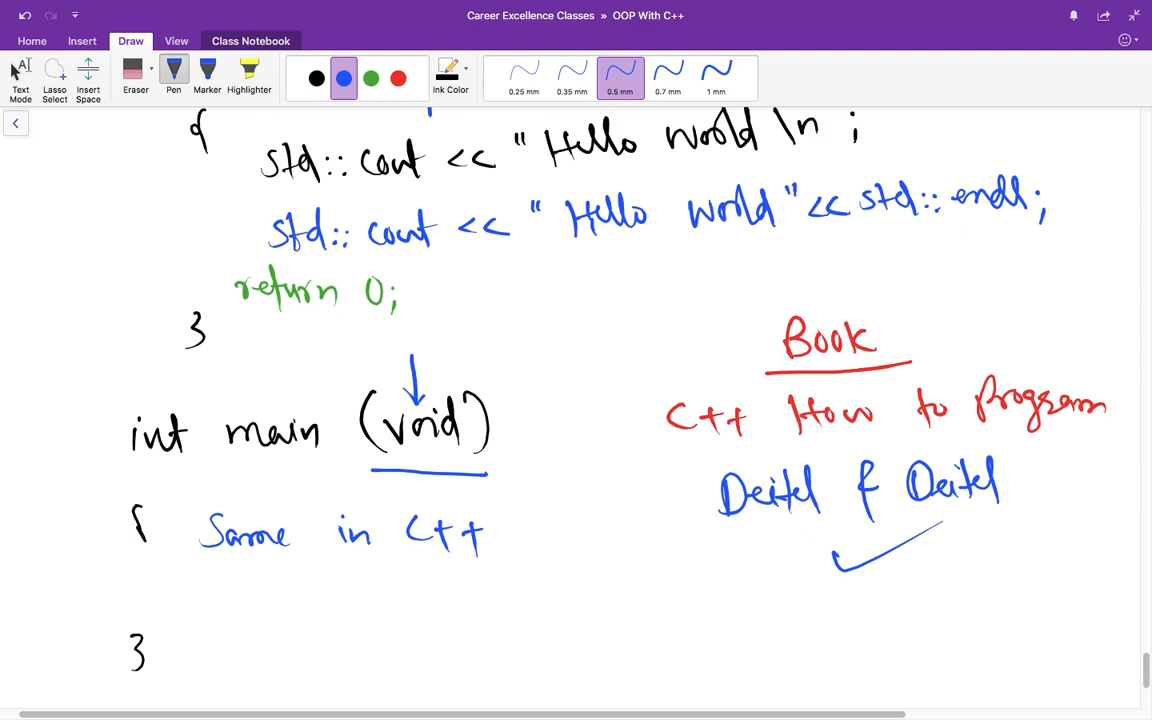 Career Excellence Classes » OOP With C++
Home Insert Draw View Class Notebook
Text Mode
Lasso Select
Insert Space
Eraser
Pen
Marker
Highlighter
Ink Color
0.25 mm
0.35 mm
0.5 mm
0.7 mm
1 mm
{
std:: cout << "Hello World \n ;
std:: cout << "Hello World" << std:: endl;
return 0;
}
int main (void)
{ Same in C++
}
Book
C++ How to Program
Deitel & Deitel